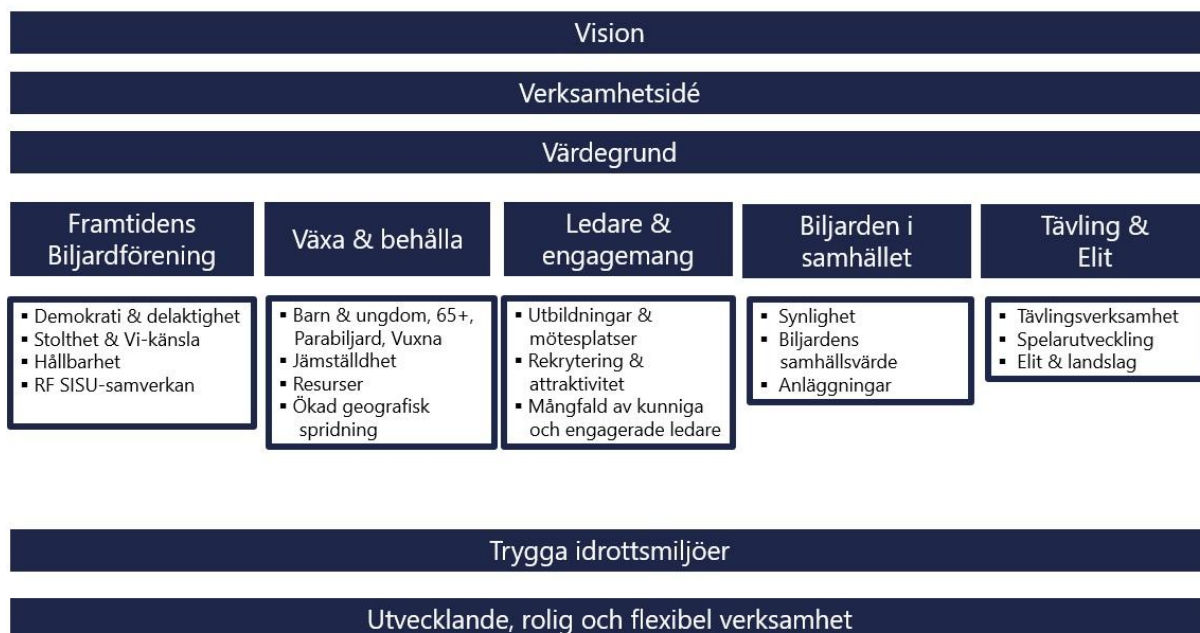 Vision
Verksamhetsidé
Värdegrund
Framtidens
Biljardförening
▪ Demokrati & delaktighet
▪ Stolthet & Vi-känsla
▪ Hållbarhet
▪ RF SISU-samverkan
Växa & behålla
▪ Barn & ungdom, 65+,
Parabiljard, Vuxna
▪ Jämställdhet
▪ Resurser
▪ Ökad geografisk
spridning
Ledare &
engagemang
▪ Utbildningar &
mötesplatser
▪ Rekrytering &
attraktivitet
▪ Mångfald av kunniga
och engagerade ledare
Biljarden i
samhället
▪ Synlighet
▪ Biljardens
samhällsvärde
▪ Anläggningar
Tävling &
Elit
▪ Tävlingsverksamhet
▪ Spelarutveckling
▪ Elit & landslag
Trygga idrottsmiljöer
Utvecklande, rolig och flexibel verksamhet